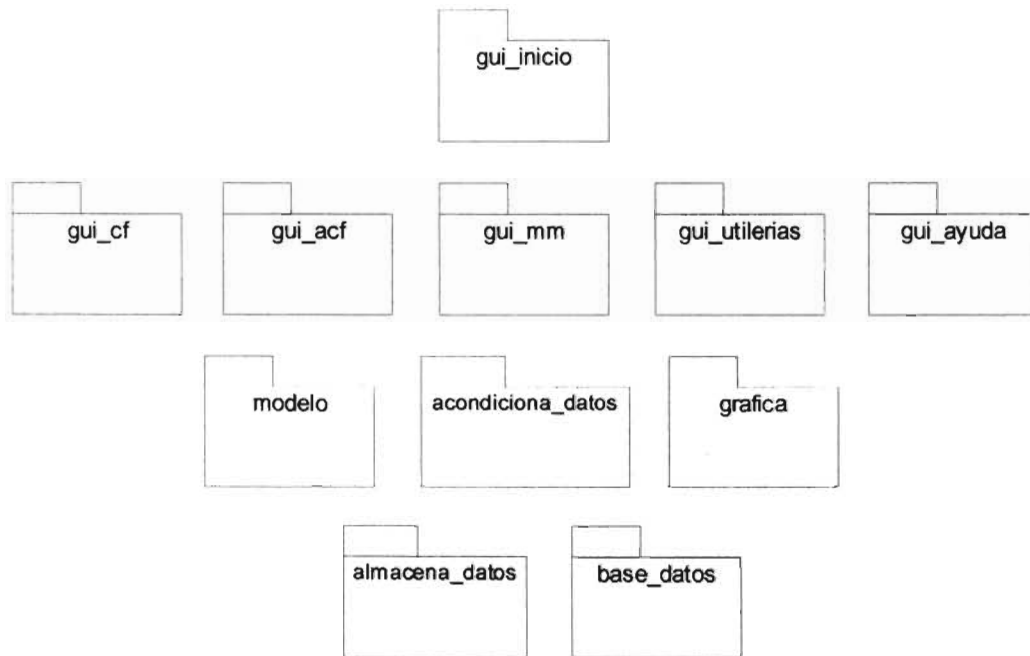 gui_inicio
gui_cf
gui_acf
gui_mm
gui_utilerias
gui_ayuda
modelo
acondiciona_datos
grafica
almacena_datos
base_datos